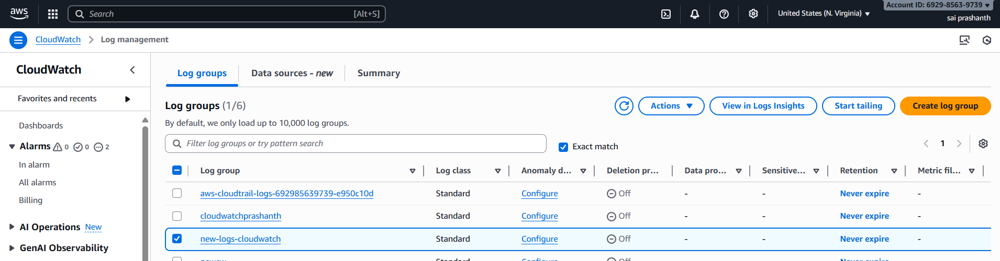 aws
Search [Alt+S]
United States (N. Virginia)
Account ID: 6929-8563-9739
sai prashanth
CloudWatch > Log management
CloudWatch
Favorites and recents
Dashboards
Alarms 0 0 2
In alarm
All alarms
Billing
AI Operations New
GenAI Observability
Log groups Data sources - new Summary
Log groups (1/6)
Actions View in Logs Insights Start tailing Create log group
By default, we only load up to 10,000 log groups.
Filter log groups or try pattern search
Exact match
1
Log group Log class Anomaly d... Deletion pr... Data pro... Sensitive... Retention Metric fil...
aws-cloudtrail-logs-692985639739-e950c10d Standard Configure Off - - Never expire -
cloudwatchprashanth Standard Configure Off - - Never expire -
new-logs-cloudwatch Standard Configure Off - - Never expire -
Standard Configure Off Never expire